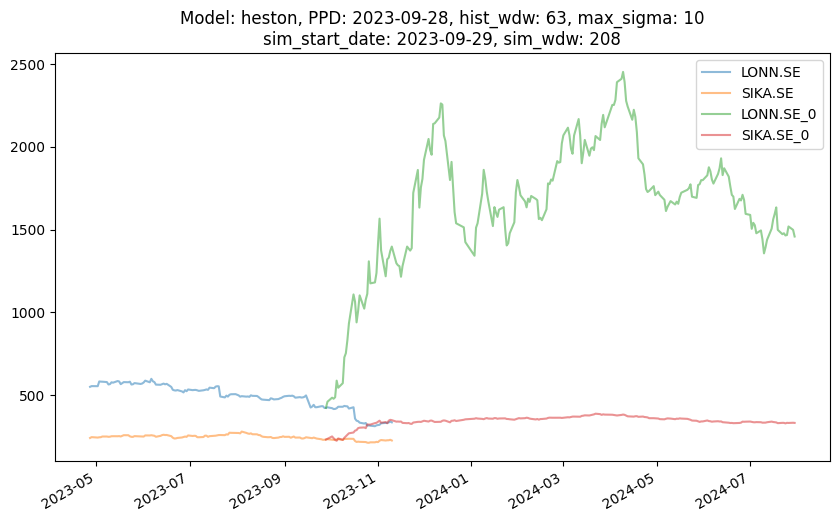 Model: heston, PPD: 2023-09-28, hist_wdw: 63, max_sigma: 10
sim_start_date: 2023-09-29, sim_wdw: 208
2500
2000
1500
1000
500
LONN.SE
SIKA.SE
LONN.SE_0
SIKA.SE_0
2023-05
2023-07
2023-09
2023-11
2024-01
2024-03
2024-05
2024-07